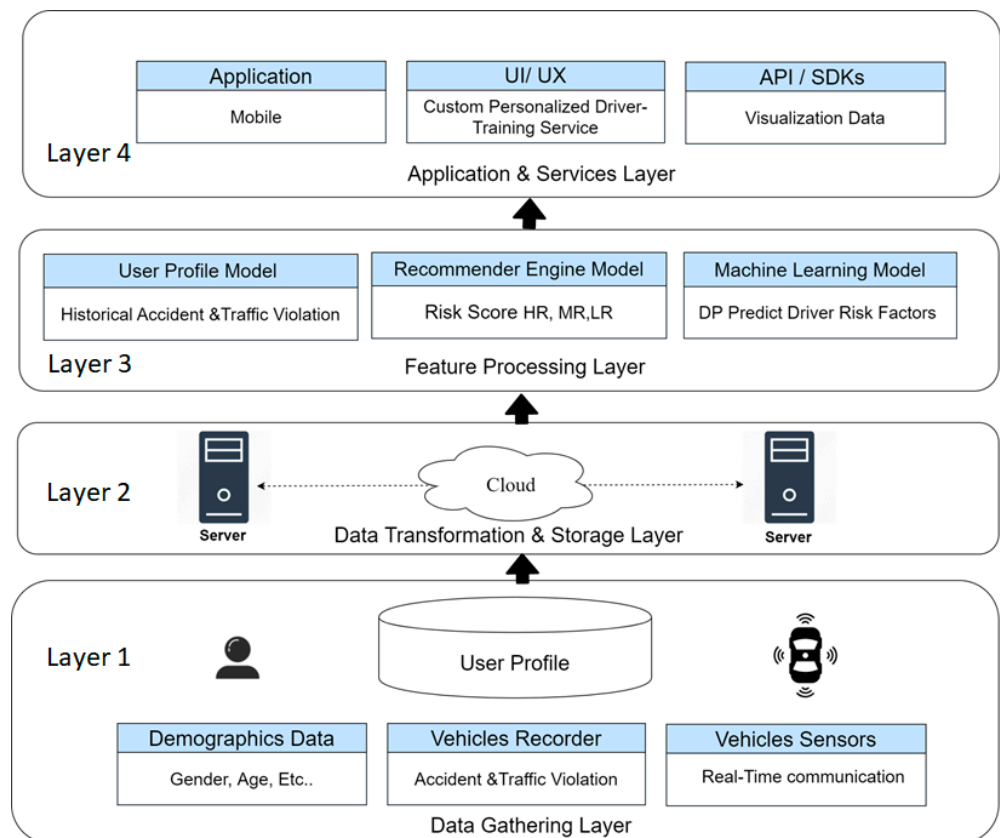 Application
Mobile
UI/ UX
Custom Personalized Driver-
Training Service
API / SDKs
Visualization Data
Layer 4
Application & Services Layer
User Profile Model
Historical Accident &Traffic Violation
Recommender Engine Model
Risk Score HR, MR,LR
Machine Learning Model
DP Predict Driver Risk Factors
Layer 3
Feature Processing Layer
Layer 2
Server
Cloud
Server
Data Transformation & Storage Layer
Layer 1
User Profile
Demographics Data
Gender, Age, Etc..
Vehicles Recorder
Accident &Traffic Violation
Vehicles Sensors
Real-Time communication
Data Gathering Layer